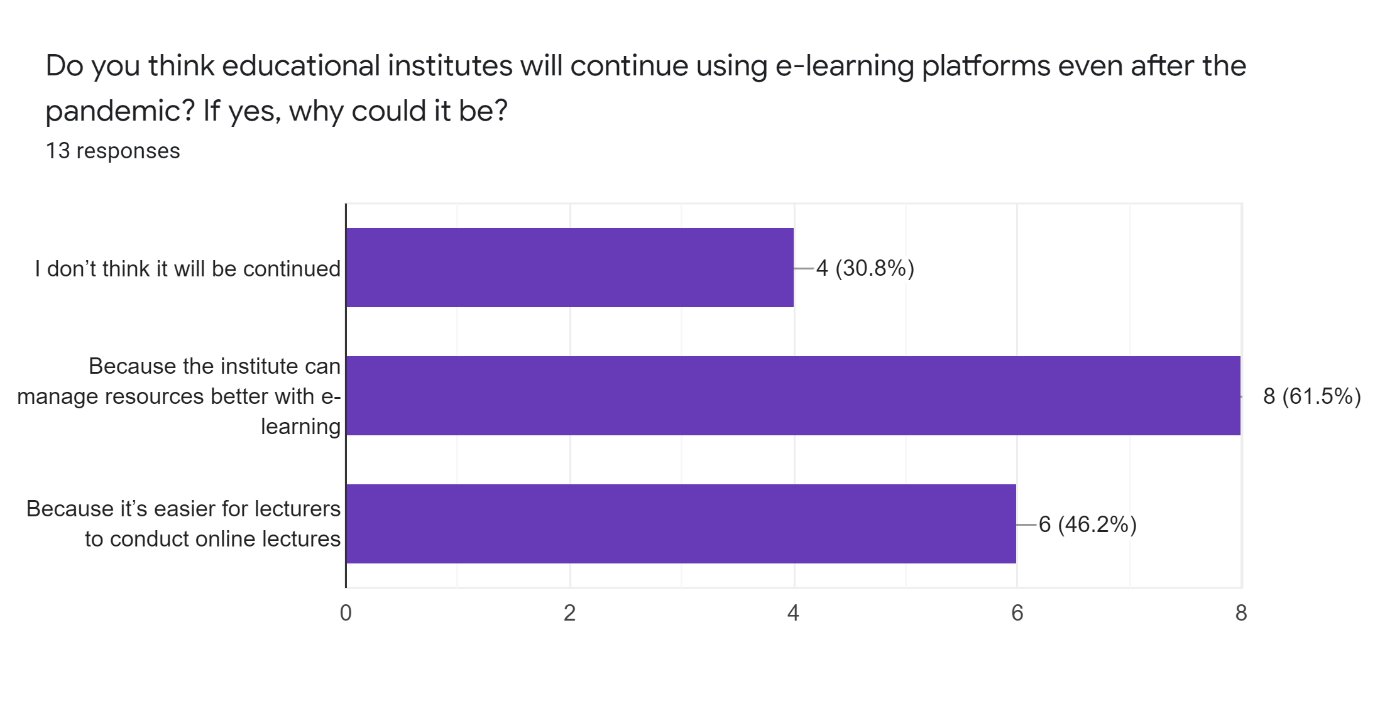 Do you think educational institutes will continue using e-learning platforms even after the
pandemic? If yes, why could it be?
13 responses
I don’t think it will be continued
4 (30.8%)
Because the institute can
manage resources better with e-
learning
8 (61.5%)
Because it’s easier for lecturers
to conduct online lectures
6 (46.2%)
0 2 4 6 8